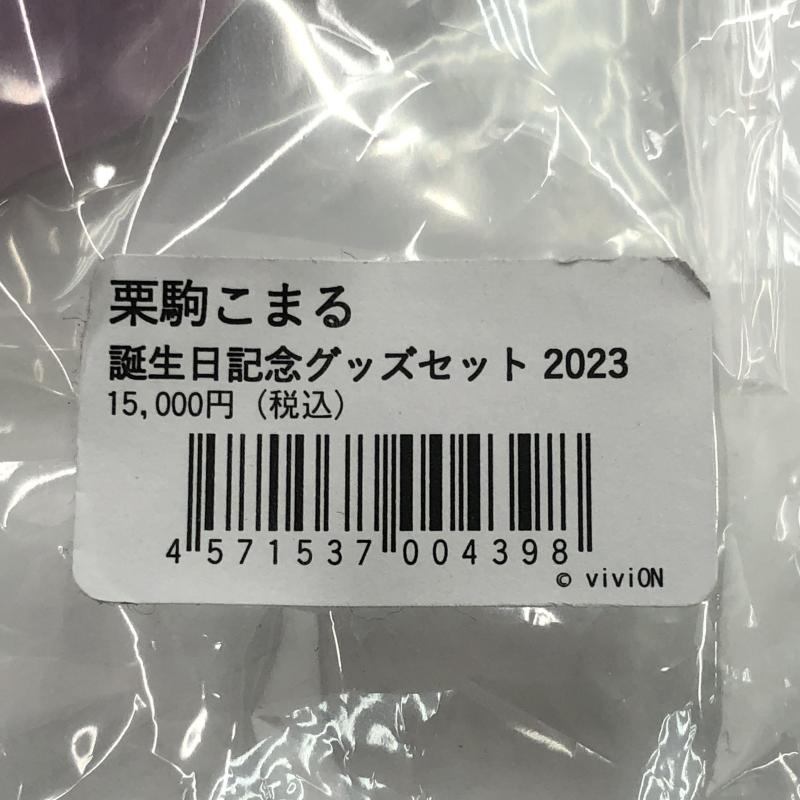 栗駒こまる
誕生日記念グッズセット 2023
15,000円 (税込)
4 571537 004398
© viviON